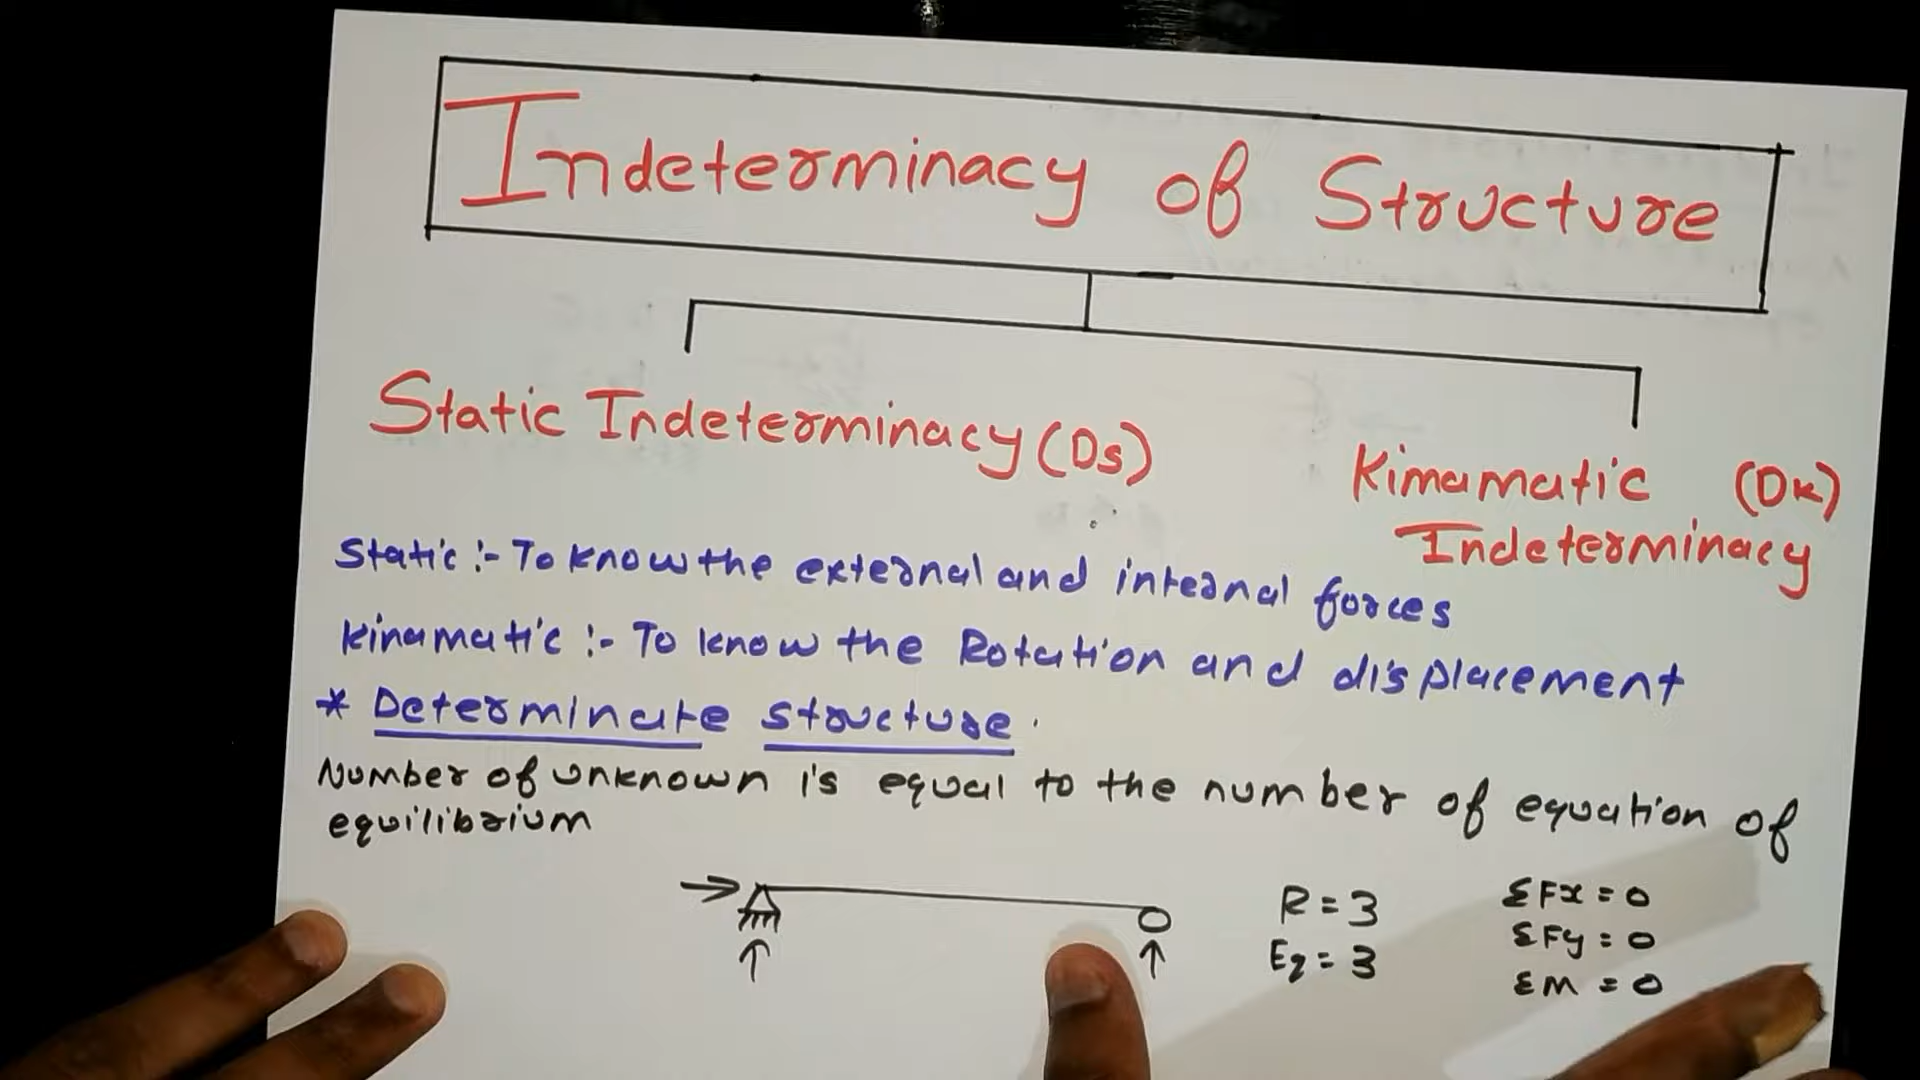 Indeterminacy of Structure
Static Indeterminacy (Ds)
Kinamatic (Dk)
Indeterminacy
Static :- To know the external and internal forces
Kinamatic :- To know the Rotation and displacement
* Determinate structure.
Number of unknown is equal to the number of equation of
equilibrium
R = 3
Eq = 3
ΣFx = 0
ΣFy = 0
ΣM = 0